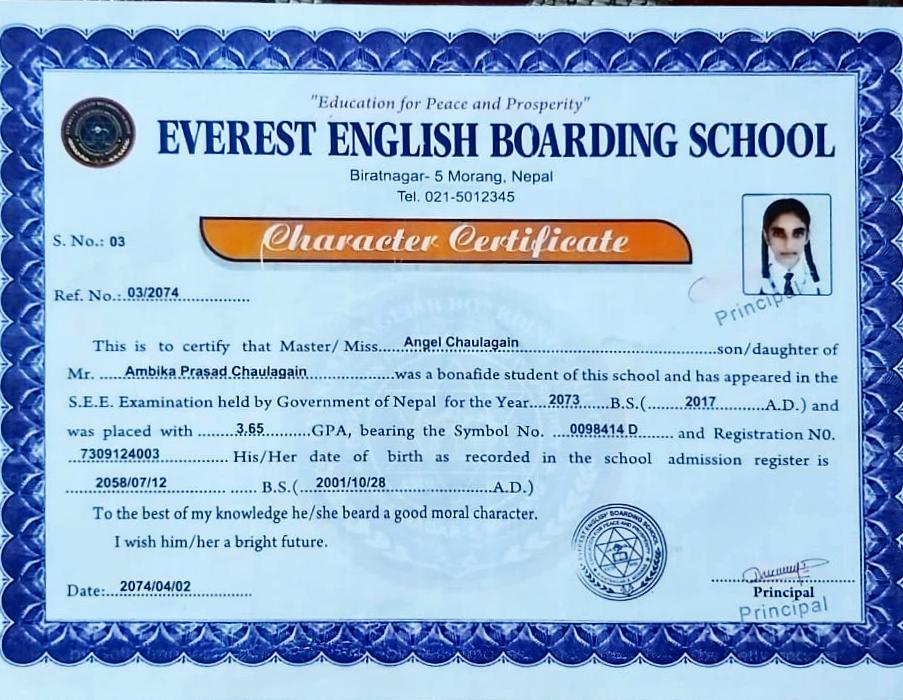 "Education for Peace and Prosperity"
EVEREST ENGLISH BOARDING SCHOOL
Biratnagar- 5 Morang, Nepal
Tel. 021-5012345
Character Certificate
S. No.: 03
Ref. No.:.03/2074
Principal
This is to certify that Master/ Miss....Angel Chaulagain....son/daughter of
Mr. ....Ambika Prasad Chaulagain....was a bonafide student of this school and has appeared in the
S.E.E. Examination held by Government of Nepal for the Year....2073....B.S.(....2017....A.D.) and
was placed with ....3.65....GPA, bearing the Symbol No. ....0098414 D.... and Registration N0.
....7309124003.... His/Her date of birth as recorded in the school admission register is
....2058/07/12.... ...... B.S.(...2001/10/28....A.D.)
To the best of my knowledge he/she beard a good moral character.
I wish him/her a bright future.
EVEREST ENGLISH BOARDING SCHOOL
Date:...2074/04/02
Principal
Principal